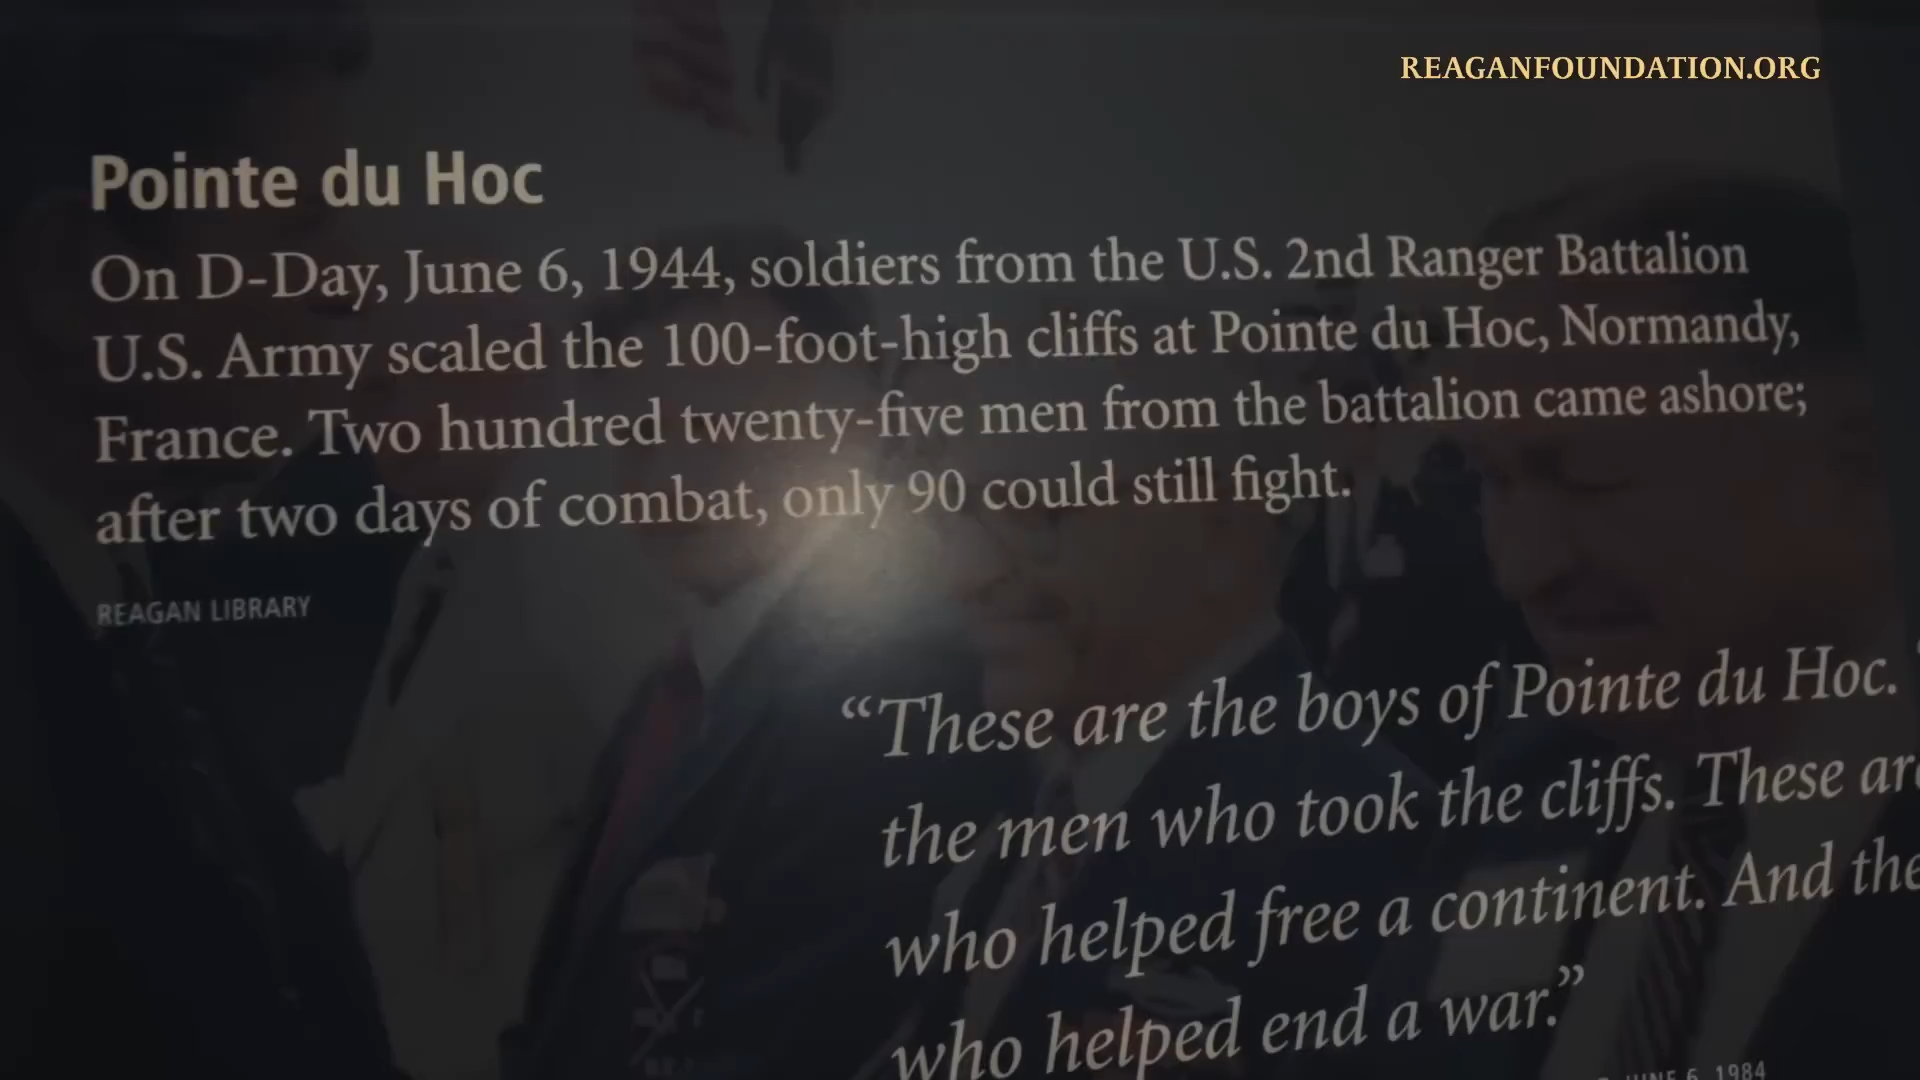 REAGANFOUNDATION.ORG
Pointe du Hoc
On D-Day, June 6, 1944, soldiers from the U.S. 2nd Ranger Battalion
U.S. Army scaled the 100-foot-high cliffs at Pointe du Hoc, Normandy,
France. Two hundred twenty-five men from the battalion came ashore;
after two days of combat, only 90 could still fight.
REAGAN LIBRARY
“These are the boys of Pointe du Hoc.
the men who took the cliffs. These
who helped free a continent. And
who helped end a war.”
JUNE 6, 1984